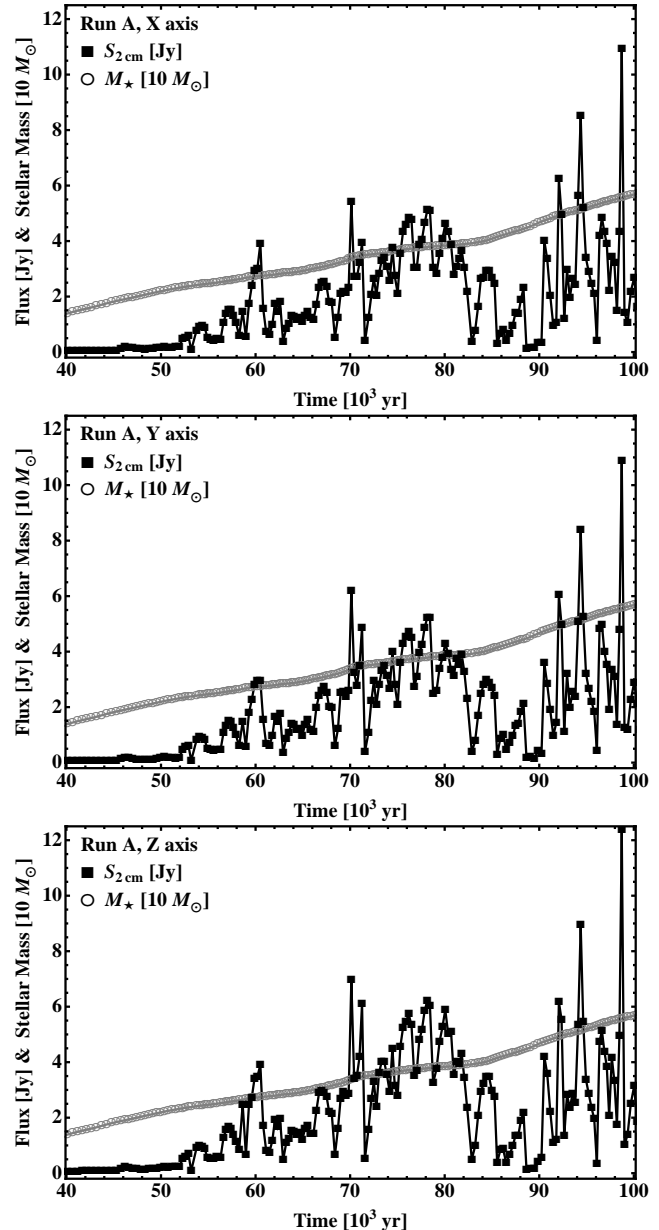 Run A, X axis
■ S2 cm [Jy]
○ M★ [10 M⊙]
Flux [Jy] & Stellar Mass [10 M⊙]
12
10
8
6
4
2
0
40 50 60 70 80 90 100
Time [10³ yr]
Run A, Y axis
■ S2 cm [Jy]
○ M★ [10 M⊙]
Flux [Jy] & Stellar Mass [10 M⊙]
12
10
8
6
4
2
0
40 50 60 70 80 90 100
Time [10³ yr]
Run A, Z axis
■ S2 cm [Jy]
○ M★ [10 M⊙]
Flux [Jy] & Stellar Mass [10 M⊙]
12
10
8
6
4
2
0
40 50 60 70 80 90 100
Time [10³ yr]